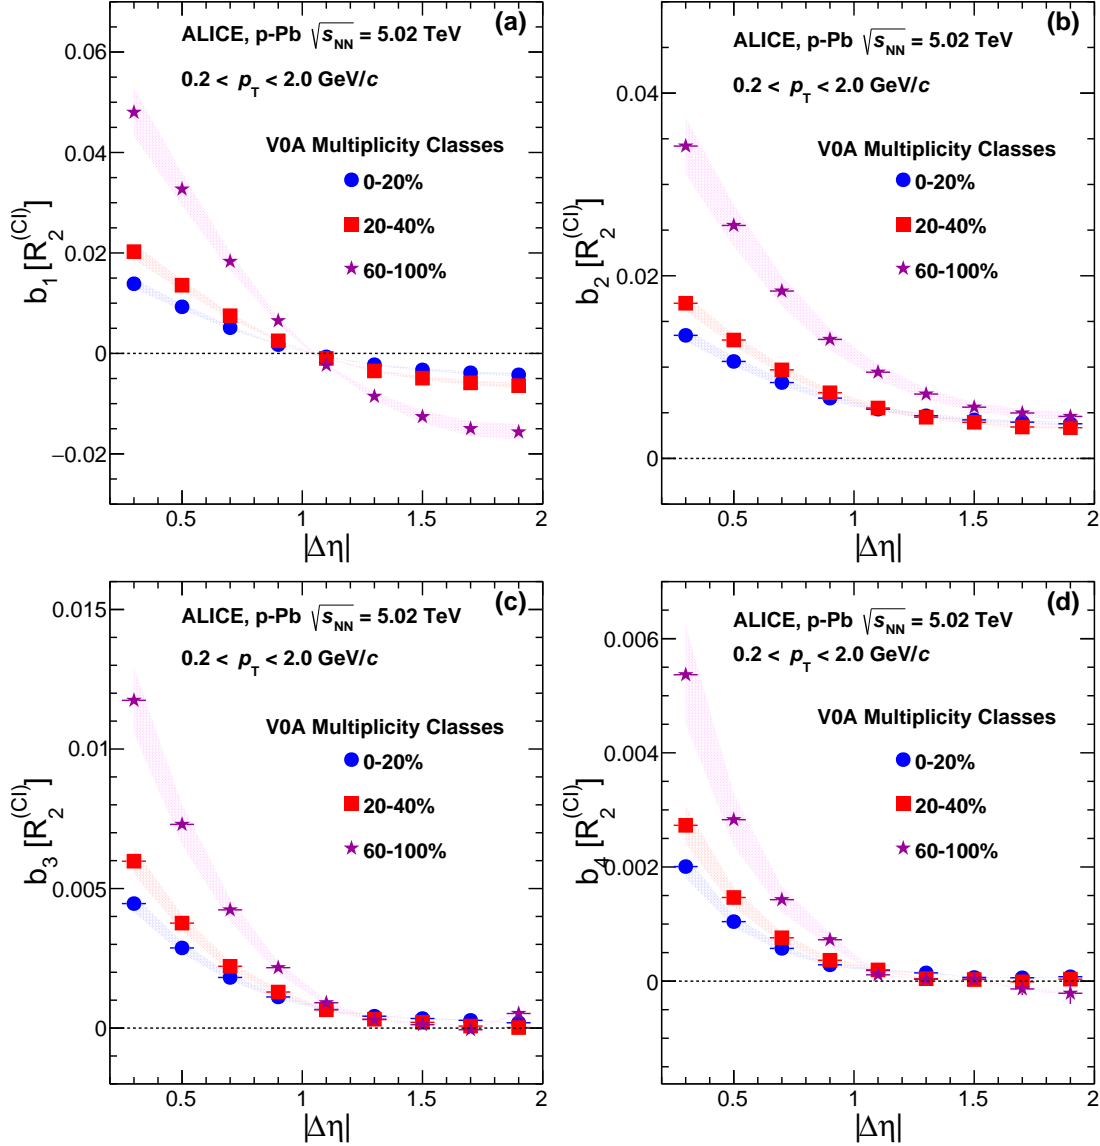 (a)
ALICE, p-Pb √sNN = 5.02 TeV
0.2 < pT < 2.0 GeV/c
V0A Multiplicity Classes
0-20%
20-40%
60-100%
b1 [R2(CI)]
0.06
0.04
0.02
0
−0.02
0.5
1
1.5
2
|Δη|
(b)
ALICE, p-Pb √sNN = 5.02 TeV
0.2 < pT < 2.0 GeV/c
V0A Multiplicity Classes
0-20%
20-40%
60-100%
b2 [R2(CI)]
0.04
0.02
0
0.5
1
1.5
2
|Δη|
(c)
ALICE, p-Pb √sNN = 5.02 TeV
0.2 < pT < 2.0 GeV/c
V0A Multiplicity Classes
0-20%
20-40%
60-100%
b3 [R2(CI)]
0.015
0.01
0.005
0
0.5
1
1.5
2
|Δη|
(d)
ALICE, p-Pb √sNN = 5.02 TeV
0.2 < pT < 2.0 GeV/c
V0A Multiplicity Classes
0-20%
20-40%
60-100%
b4 [R2(CI)]
0.006
0.004
0.002
0
0.5
1
1.5
2
|Δη|